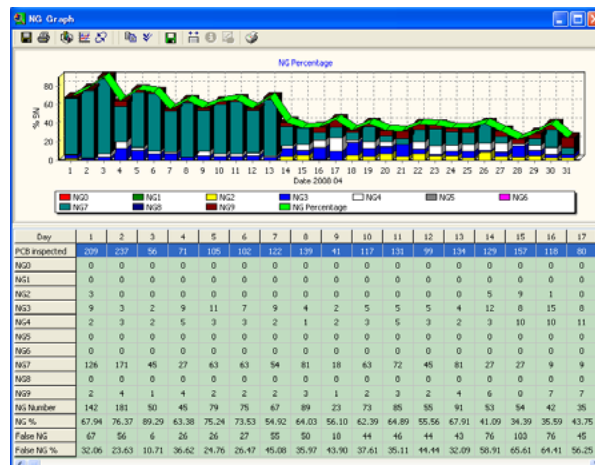 NG Graph
NG Percentage
% NG
80
60
40
20
0
1 2 3 4 5 6 7 8 9 10 11 12 13 14 15 16 17 18 19 20 21 22 23 24 25 26 27 28 29 30 31
Date 2008-04
NG0 NG1 NG2 NG3 NG4 NG5 NG6
NG7 NG8 NG9 NG Percentage
Day 1 2 3 4 5 6 7 8 9 10 11 12 13 14 15 16 17
PCB inspected 209 237 56 71 105 102 122 139 41 117 131 99 134 129 157 118 80
NG0 0 0 0 0 0 0 0 0 0 0 0 0 0 0 0 0 0
NG1 0 0 0 0 0 0 0 0 0 0 0 0 0 0 0 0 0
NG2 3 0 0 0 0 0 0 0 0 0 0 0 0 5 9 1 0
NG3 9 3 2 9 11 7 9 4 2 5 5 5 4 12 8 15 8
NG4 2 3 2 5 3 3 2 1 2 3 5 3 2 3 10 10 11
NG5 0 0 0 0 0 0 0 0 0 0 0 0 0 0 0 0 0
NG6 0 0 0 0 0 0 0 0 0 0 0 0 0 0 0 0 0
NG7 126 171 45 27 63 63 54 81 18 63 72 45 81 27 27 9 9
NG8 0 0 0 0 0 0 0 0 0 0 0 0 0 0 0 0 0
NG9 2 4 1 4 2 2 2 3 1 2 3 2 4 6 0 7 7
NG Number 142 181 50 45 79 75 67 89 23 73 85 55 91 53 54 42 35
NG % 67.94 76.37 89.29 63.38 75.24 73.53 54.92 64.03 56.10 62.39 64.89 55.56 67.91 41.09 34.39 35.59 43.75
False NG 67 56 6 26 26 27 55 50 18 44 46 44 43 76 103 76 45
False NG % 32.06 23.63 10.71 36.62 24.76 26.47 45.08 35.97 43.90 37.61 35.11 44.44 32.09 58.91 65.61 64.41 56.25